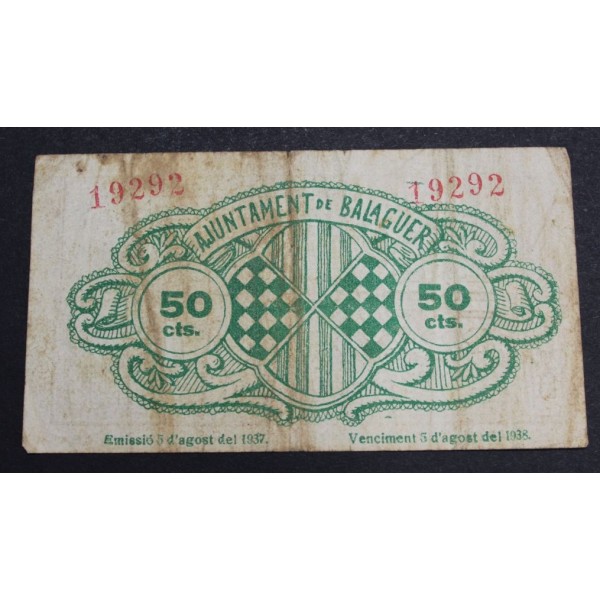 19292 19292
AJUNTAMENT DE BALAGUER
50 cts. 50 cts.
Emissió 5 d'agost del 1937. Venciment 5 d'agost del 1938.